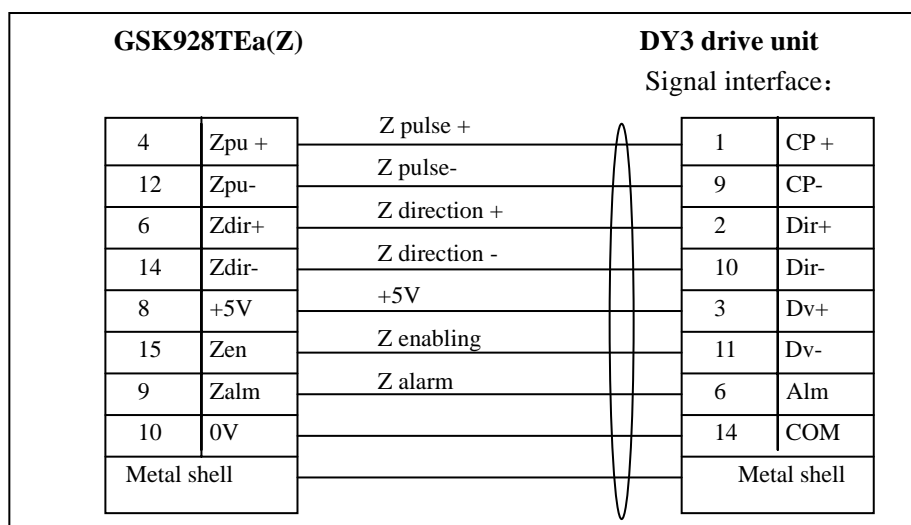 GSK928TEa(Z) DY3 drive unit
Signal interface：
4 Zpu + Z pulse + 1 CP +
12 Zpu- Z pulse- 9 CP-
6 Zdir+ Z direction + 2 Dir+
14 Zdir- Z direction - 10 Dir-
8 +5V +5V 3 Dv+
15 Zen Z enabling 11 Dv-
9 Zalm Z alarm 6 Alm
10 0V 14 COM
Metal shell Metal shell